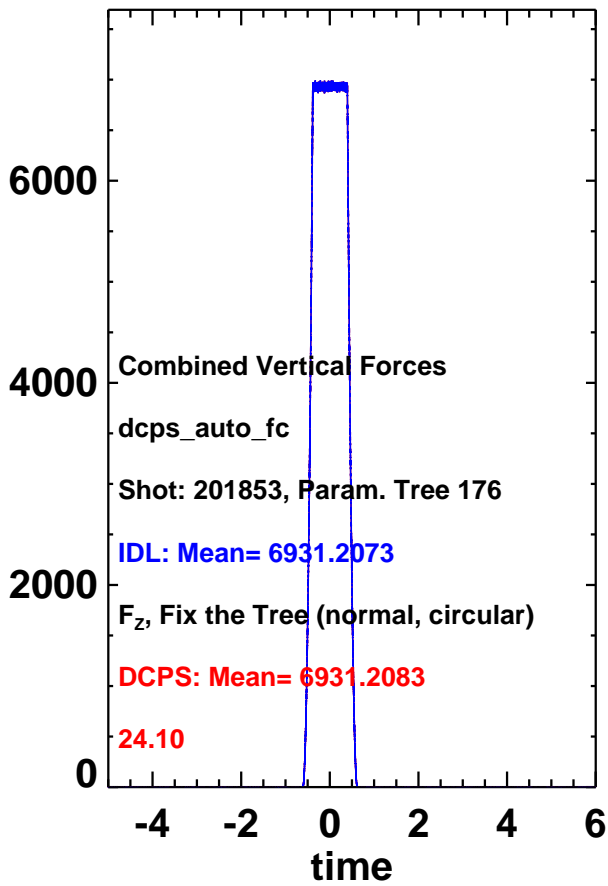 6000
4000
2000
0
Combined Vertical Forces
dcps_auto_fc
Shot: 201853, Param. Tree 176
IDL: Mean= 6931.2073
F_Z, Fix the Tree (normal, circular)
DCPS: Mean= 6931.2083
24.10
-4 -2 0 2 4 6
time